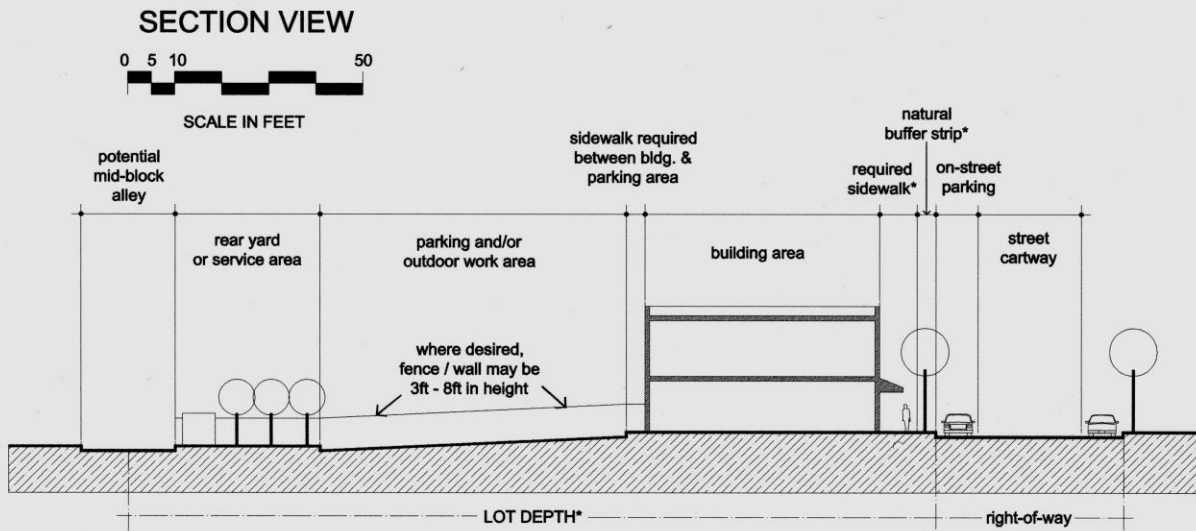 SECTION VIEW
0 5 10 50
SCALE IN FEET
potential
mid-block
alley
sidewalk required
between bldg. &
parking area
natural
buffer strip*
required
sidewalk*
on-street
parking
rear yard
or service area
parking and/or
outdoor work area
building area
street
cartway
where desired,
fence / wall may be
3ft - 8ft in height
LOT DEPTH*
right-of-way